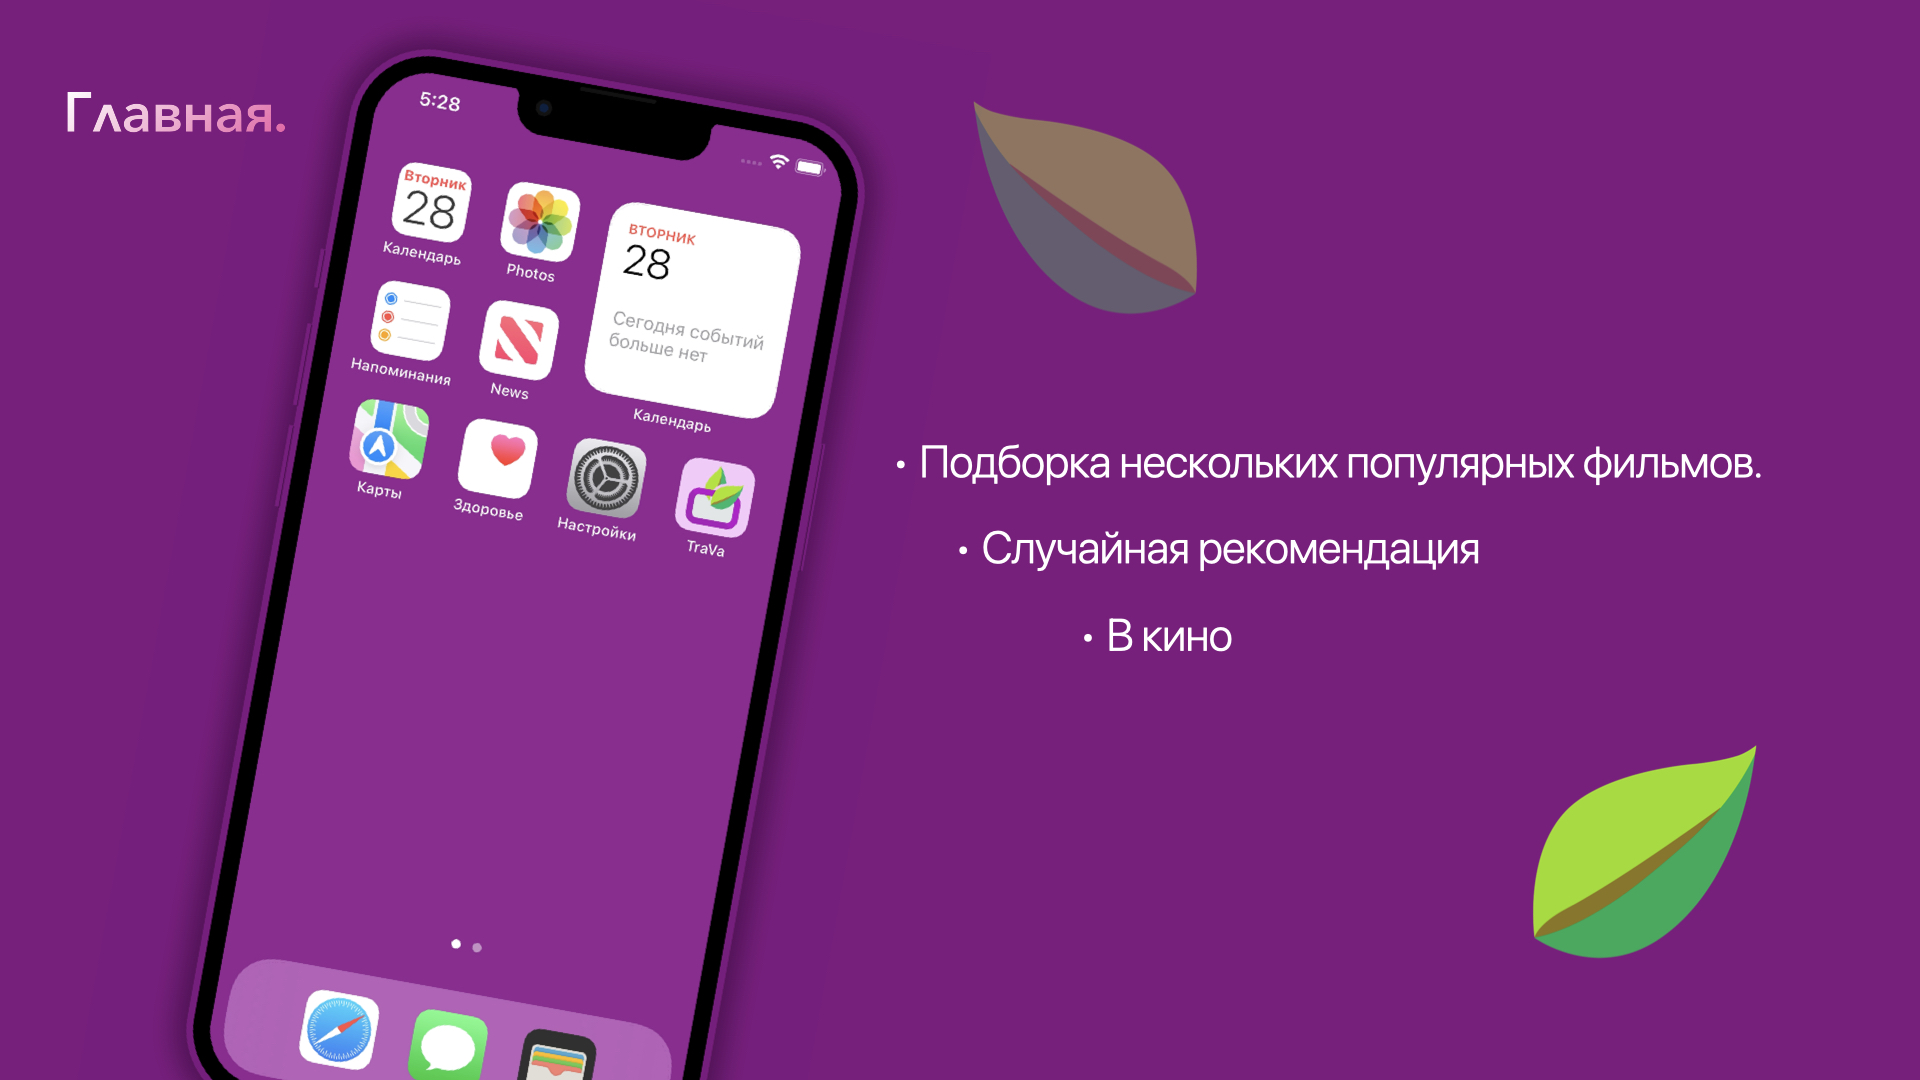 Главная.
5:28
Вторник
28
Календарь
Photos
ВТОРНИК
28
Сегодня событий
больше нет
Календарь
Напоминания
News
Карты
Здоровье
Настройки
TraVa
• Подборка нескольких популярных фильмов.
• Случайная рекомендация
• В кино